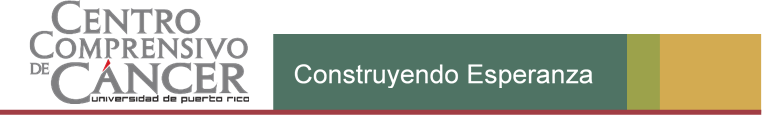 CENTRO
COMPRENSIVO
DE CÁNCER
universidad de puerto rico
Construyendo Esperanza